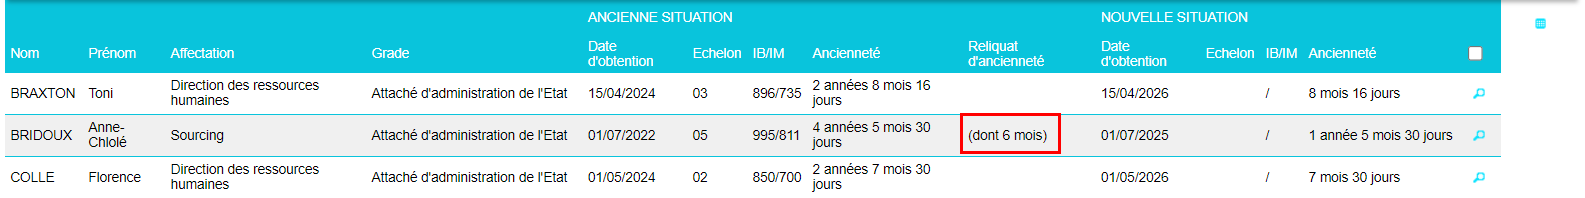 ANCIENNE SITUATION NOUVELLE SITUATION
Nom Prénom Affectation Grade Date d'obtention Echelon IB/IM Ancienneté Reliquat d'ancienneté Date d'obtention Echelon IB/IM Ancienneté
BRAXTON Toni Direction des ressources humaines Attaché d'administration de l'Etat 15/04/2024 03 896/735 2 années 8 mois 16 jours 15/04/2026 / 8 mois 16 jours
BRIDOUX Anne-Chlolé Sourcing Attaché d'administration de l'Etat 01/07/2022 05 995/811 4 années 5 mois 30 jours (dont 6 mois) 01/07/2025 / 1 année 5 mois 30 jours
COLLE Florence Direction des ressources humaines Attaché d'administration de l'Etat 01/05/2024 02 850/700 2 années 7 mois 30 jours 01/05/2026 / 7 mois 30 jours